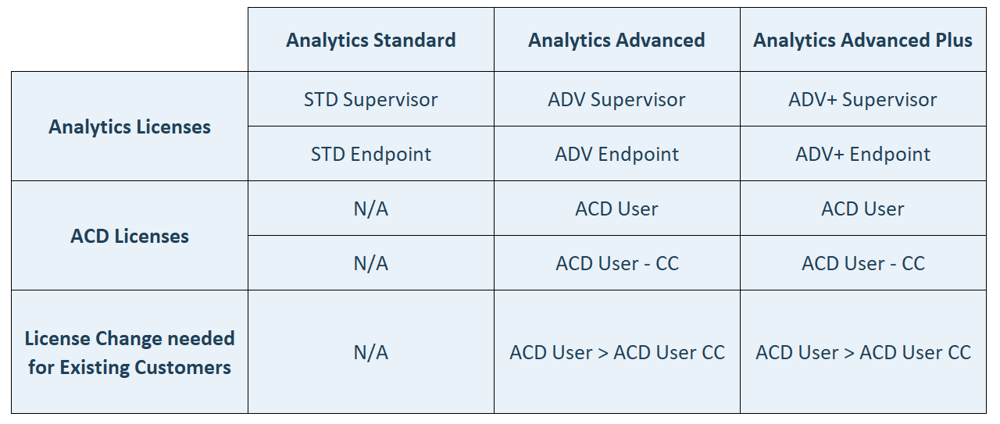 Analytics Standard Analytics Advanced Analytics Advanced Plus
Analytics Licenses
STD Supervisor ADV Supervisor ADV+ Supervisor
STD Endpoint ADV Endpoint ADV+ Endpoint
ACD Licenses
N/A ACD User ACD User
N/A ACD User - CC ACD User - CC
License Change needed
for Existing Customers
N/A ACD User > ACD User CC ACD User > ACD User CC